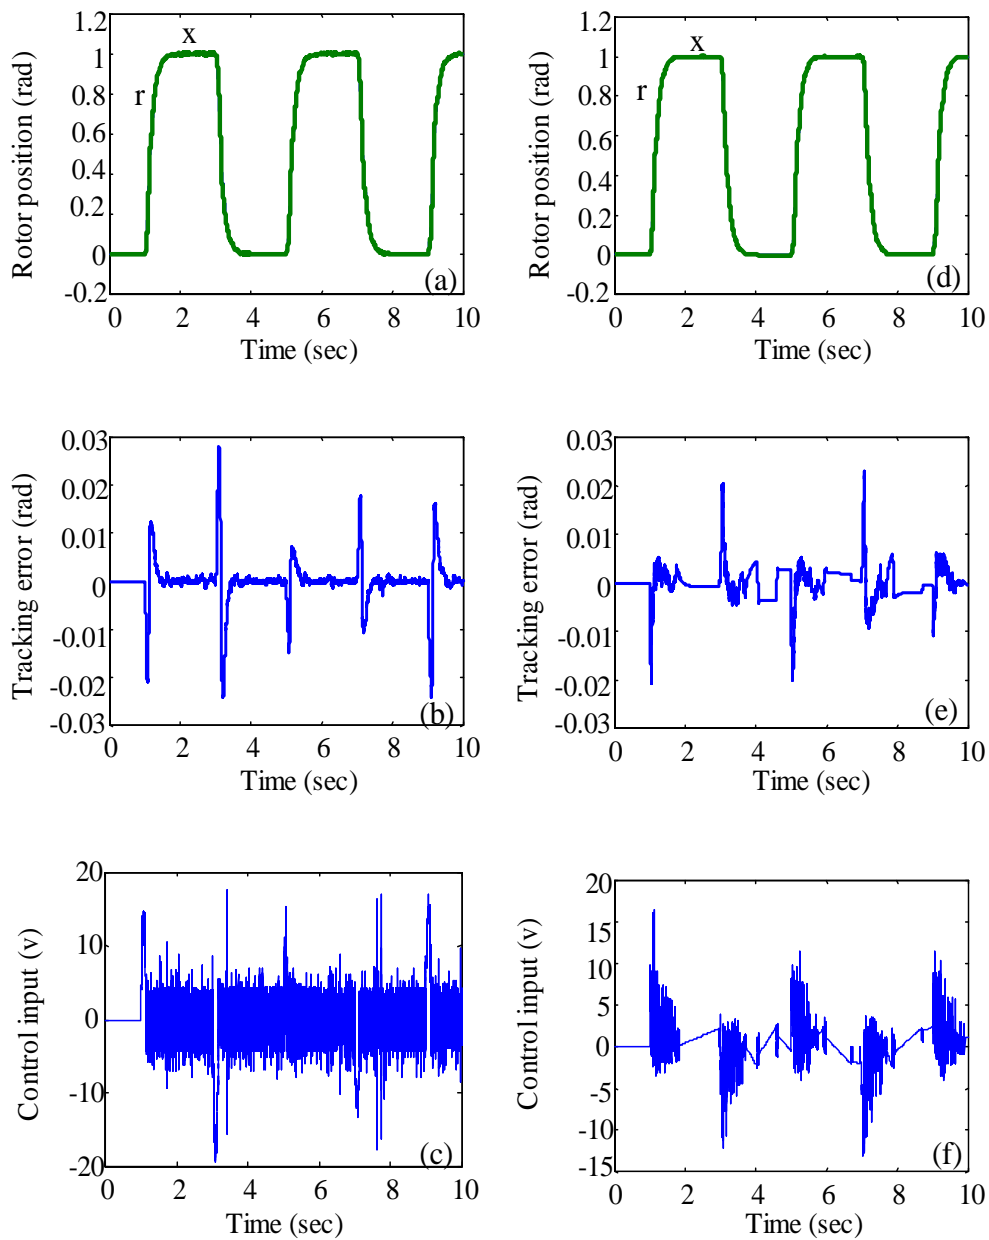 1.2
1
0.8
0.6
0.4
0.2
0
-0.2
Rotor position (rad)
x
r
(a)
0 2 4 6 8 10
Time (sec)
1.2
1
0.8
0.6
0.4
0.2
0
-0.2
Rotor position (rad)
x
r
(d)
0 2 4 6 8 10
Time (sec)
0.03
0.02
0.01
0
-0.01
-0.02
-0.03
Tracking error (rad)
(b)
0 2 4 6 8 10
Time (sec)
0.03
0.02
0.01
0
-0.01
-0.02
-0.03
Tracking error (rad)
(e)
0 2 4 6 8 10
Time (sec)
20
10
0
-10
-20
Control input (v)
(c)
0 2 4 6 8 10
Time (sec)
20
15
10
5
0
-5
-10
-15
Control input (v)
(f)
0 2 4 6 8 10
Time (sec)